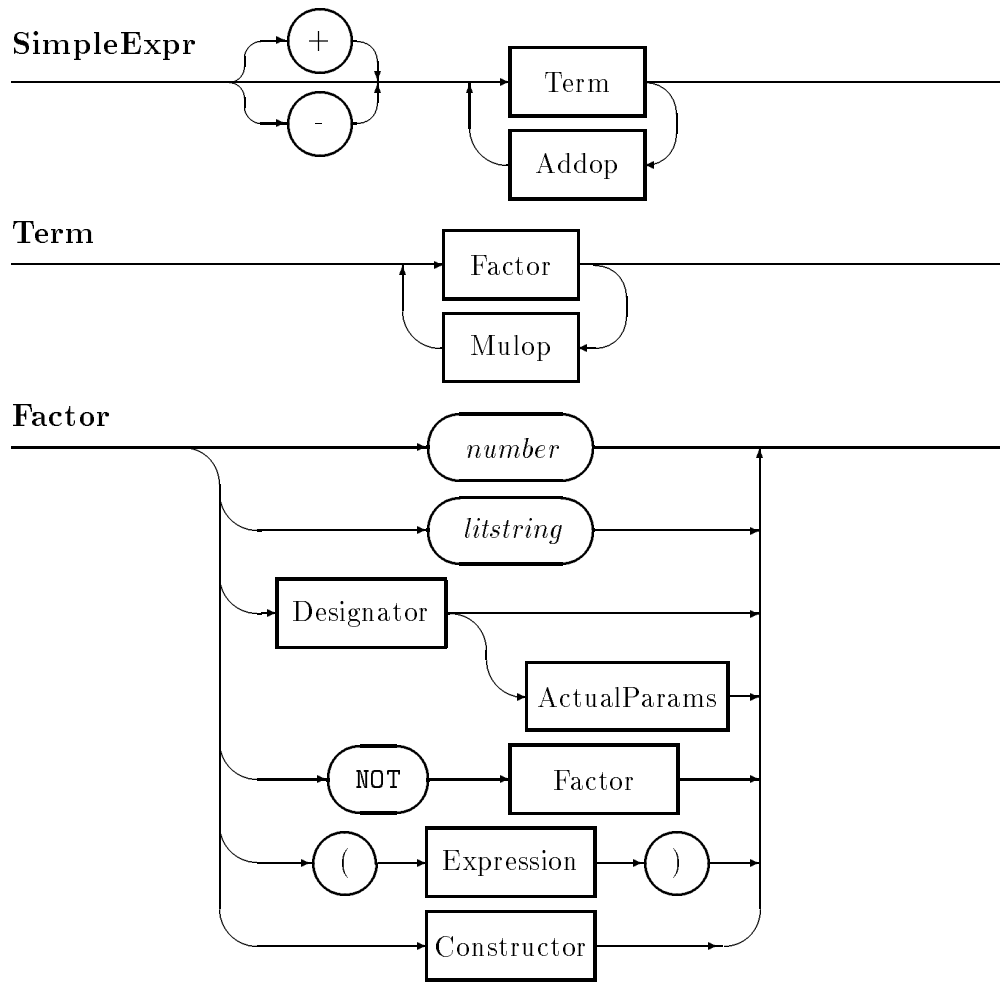 SimpleExpr
+
-
Term
Addop
Term
Factor
Mulop
Factor
number
litstring
Designator
ActualParams
NOT Factor
( Expression )
Constructor